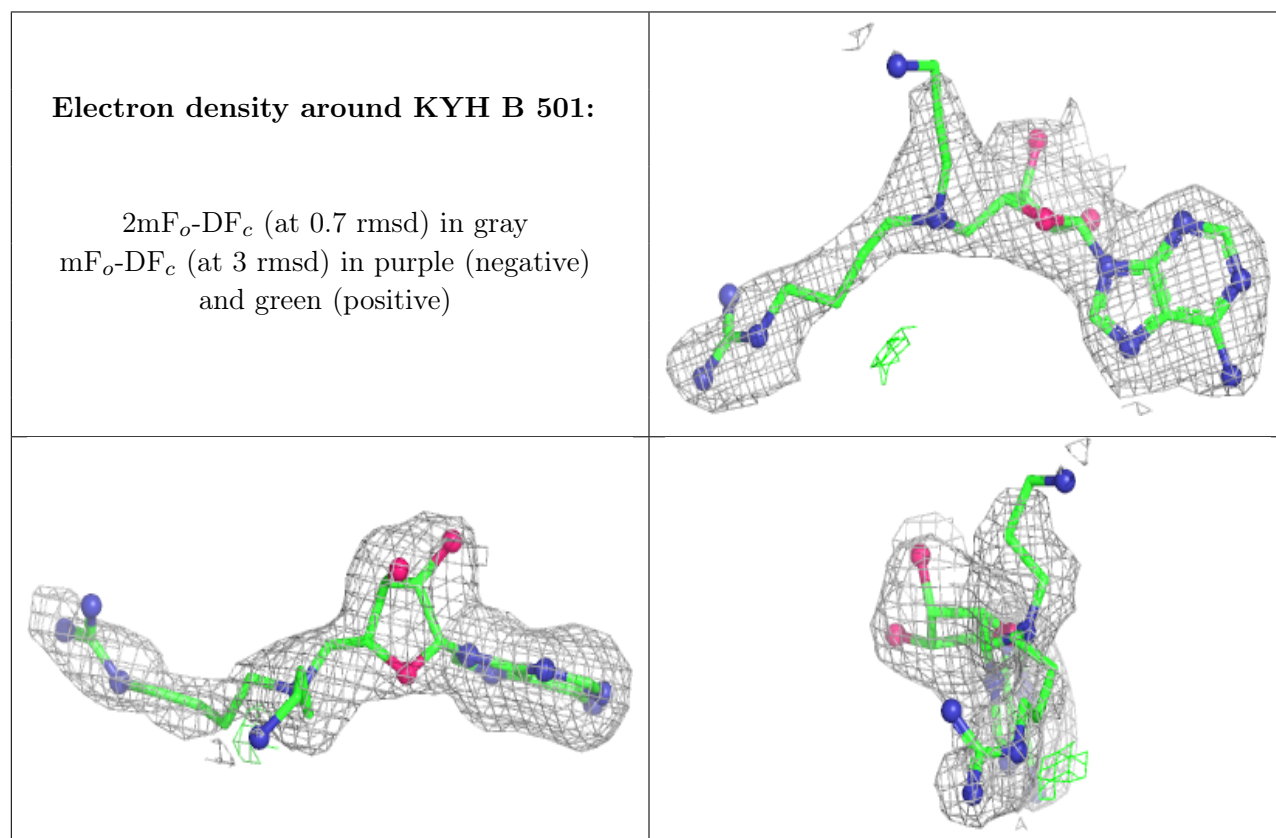 Electron density around KYH B 501:
2mFo-DFc (at 0.7 rmsd) in gray
mFo-DFc (at 3 rmsd) in purple (negative)
and green (positive)